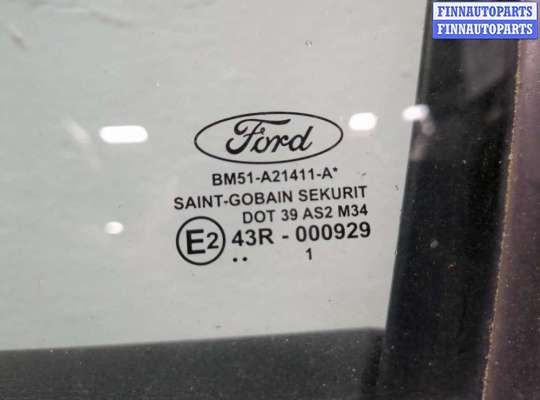 FINNAUTOPARTS
FINNAUTOPARTS
Ford
BM51-A21411-A*
SAINT-GOBAIN SEKURIT
DOT 39 AS2 M34
E2 43R - 000929
.. 1